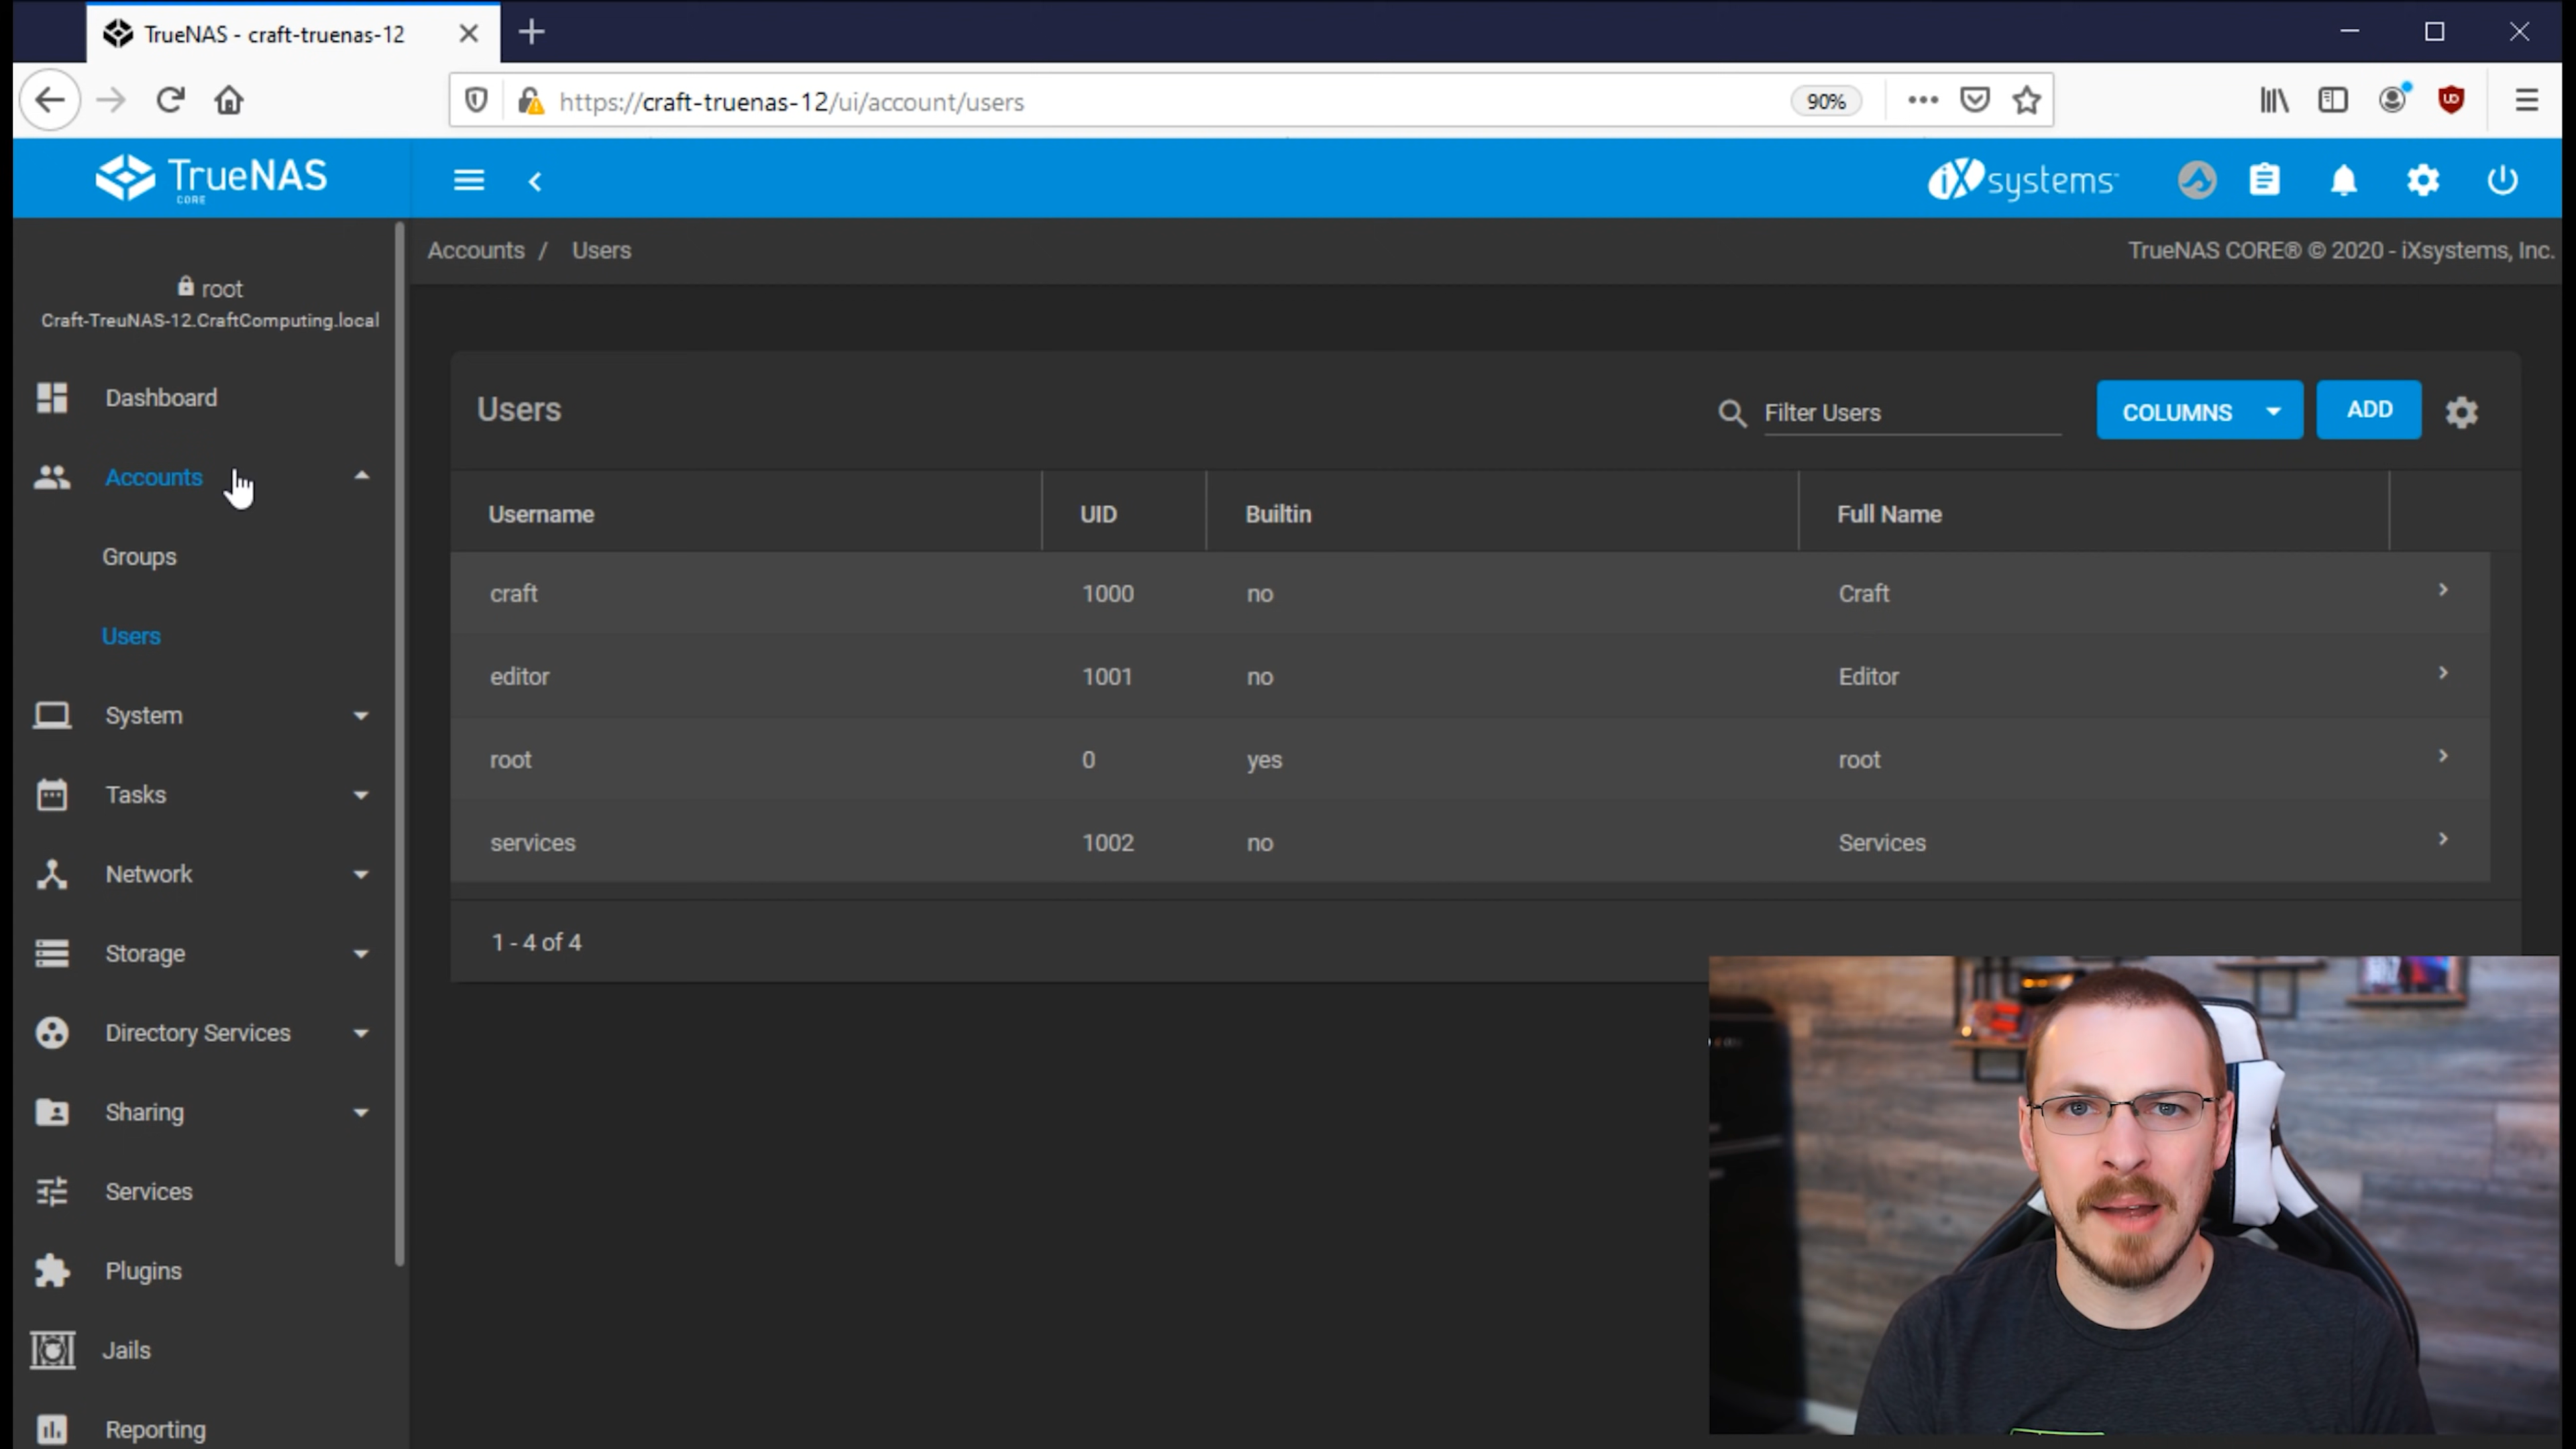 TrueNAS - craft-truenas-12
https://craft-truenas-12/ui/account/users
90%
TrueNAS
CORE
iXsystems
root
Craft-TreuNAS-12.CraftComputing.local
Accounts / Users
TrueNAS CORE® © 2020 - iXsystems, Inc.
Dashboard
Accounts
Groups
Users
System
Tasks
Network
Storage
Directory Services
Sharing
Services
Plugins
Jails
Reporting
Users
Filter Users
COLUMNS
ADD
Username UID Builtin Full Name
craft 1000 no Craft
editor 1001 no Editor
root 0 yes root
services 1002 no Services
1 - 4 of 4